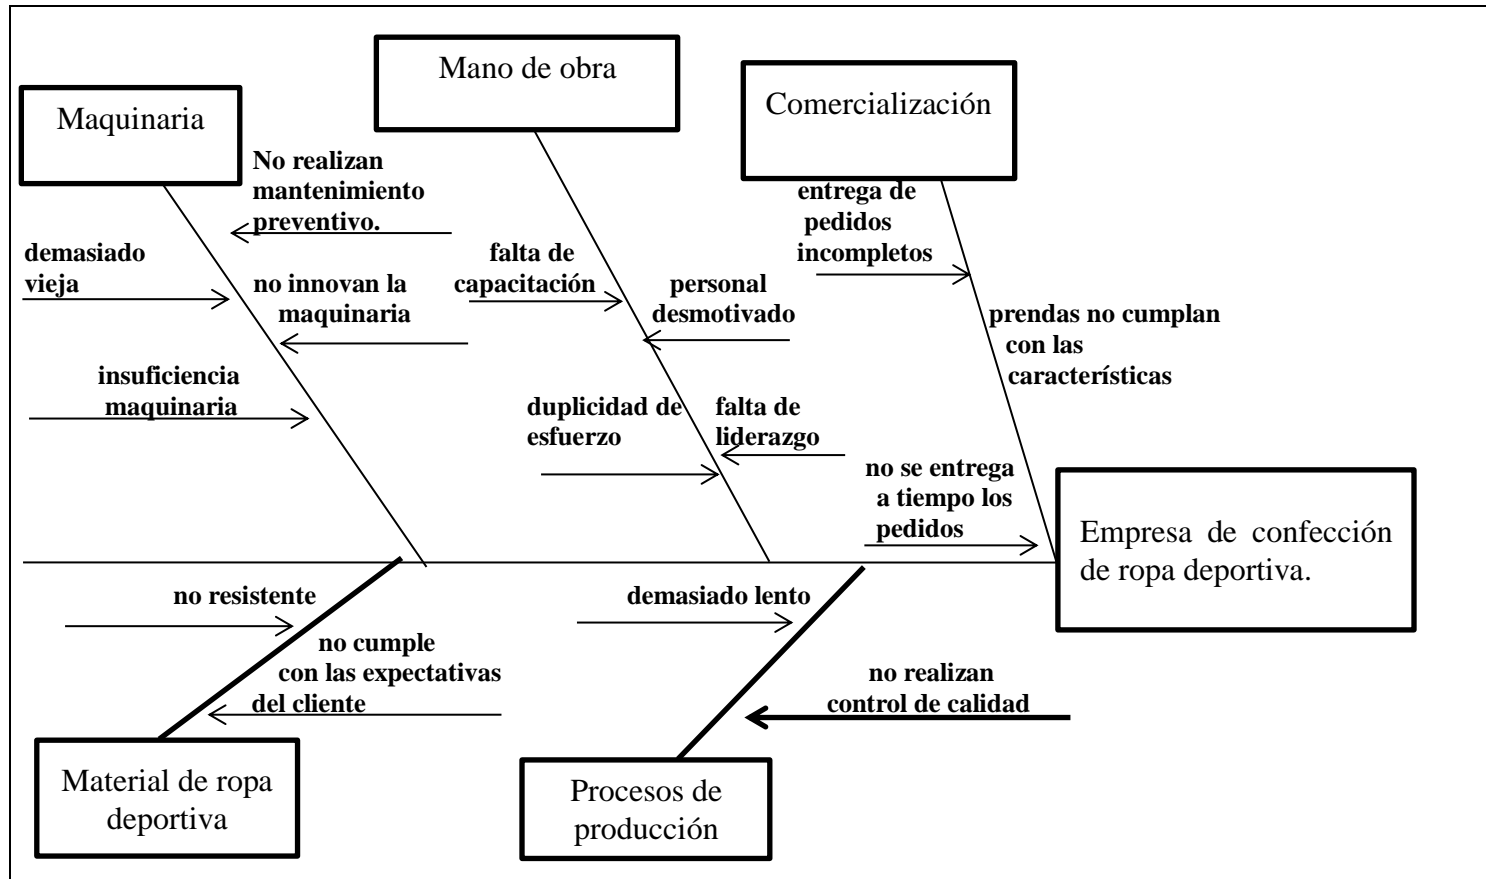 Mano de obra
Maquinaria
Comercialización
No realizan
mantenimiento
preventivo.
demasiado
vieja
no innovan la
maquinaria
insuficiencia
maquinaria
falta de
capacitación
personal
desmotivado
duplicidad de
esfuerzo
falta de
liderazgo
entrega de
pedidos
incompletos
prendas no cumplan
con las
características
no se entrega
a tiempo los
pedidos
Empresa de confección
de ropa deportiva.
no resistente
no cumple
con las expectativas
del cliente
demasiado lento
no realizan
control de calidad
Material de ropa
deportiva
Procesos de
producción